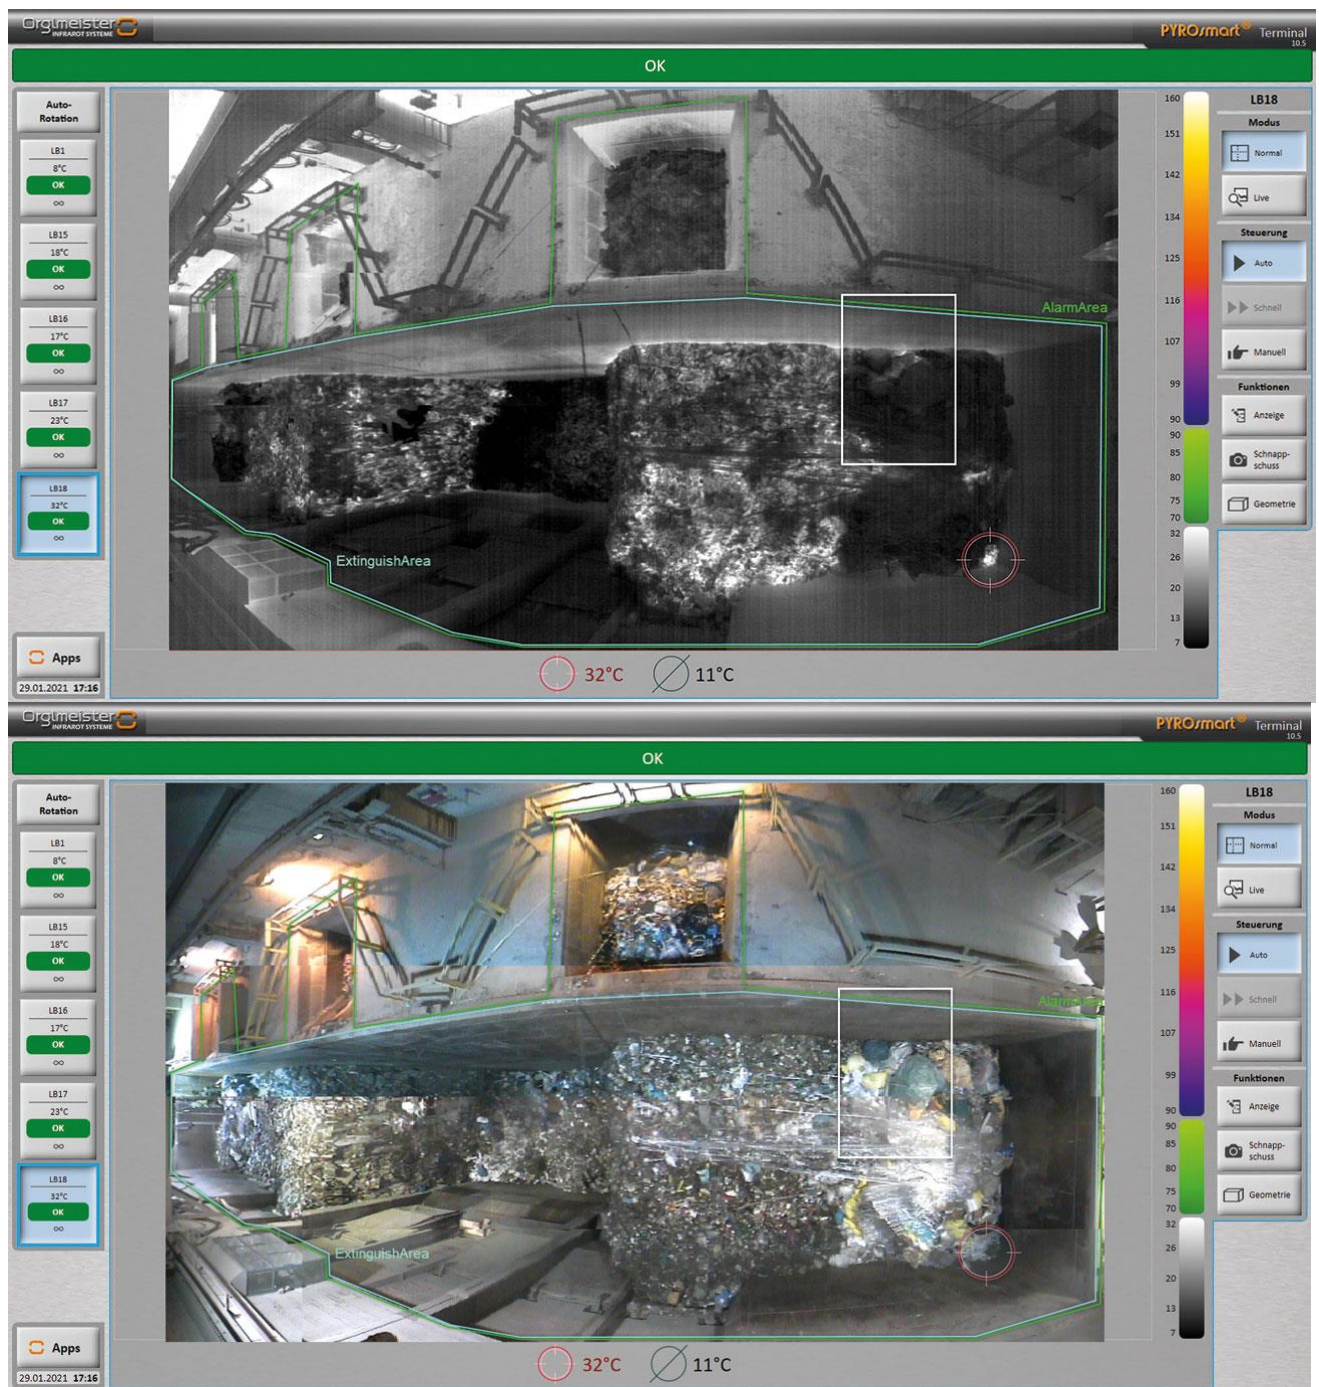 Orglmeister
INFRAROT SYSTEME
PYROsmart® Terminal
10.5
OK
Auto-
Rotation
LB1
8°C
OK
∞
LB15
18°C
OK
∞
LB16
17°C
OK
∞
LB17
23°C
OK
∞
LB18
32°C
OK
∞
Apps
29.01.2021 17:16
AlarmArea
ExtinguishArea
32°C
11°C
160
151
142
134
125
116
107
99
90
90
85
80
75
70
32
26
20
13
7
LB18
Modus
Normal
Live
Steuerung
Auto
Schnell
Manuell
Funktionen
Anzeige
Schnapp-
schuss
Geometrie
Orglmeister
INFRAROT SYSTEME
PYROsmart® Terminal
10.5
OK
Auto-
Rotation
LB1
8°C
OK
∞
LB15
18°C
OK
∞
LB16
17°C
OK
∞
LB17
23°C
OK
∞
LB18
32°C
OK
∞
Apps
29.01.2021 17:16
AlarmArea
ExtinguishArea
32°C
11°C
160
151
142
134
125
116
107
99
90
90
85
80
75
70
32
26
20
13
7
LB18
Modus
Normal
Live
Steuerung
Auto
Schnell
Manuell
Funktionen
Anzeige
Schnapp-
schuss
Geometrie